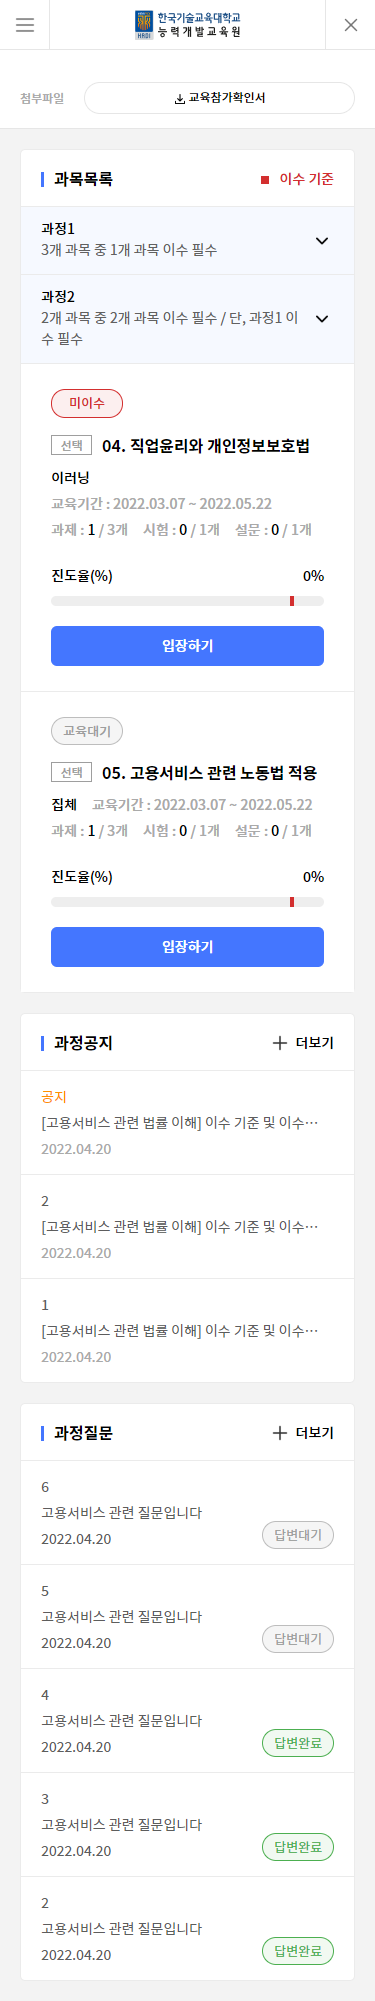 한국기술교육대학교
HRDI
능력개발교육원
첨부파일
교육참가확인서
과목목록
이수 기준
과정1
3개 과목 중 1개 과목 이수 필수
과정2
2개 과목 중 2개 과목 이수 필수 / 단, 과정1 이
수 필수
미이수
선택 04. 직업윤리와 개인정보보호법
이러닝
교육기간 : 2022.03.07 ~ 2022.05.22
과제 : 1 / 3개 시험 : 0 / 1개 설문 : 0 / 1개
진도율(%) 0%
입장하기
교육대기
선택 05. 고용서비스 관련 노동법 적용
집체 교육기간 : 2022.03.07 ~ 2022.05.22
과제 : 1 / 3개 시험 : 0 / 1개 설문 : 0 / 1개
진도율(%) 0%
입장하기
과정공지
더보기
공지
[고용서비스 관련 법률 이해] 이수 기준 및 이수…
2022.04.20
2
[고용서비스 관련 법률 이해] 이수 기준 및 이수…
2022.04.20
1
[고용서비스 관련 법률 이해] 이수 기준 및 이수…
2022.04.20
과정질문
더보기
6
고용서비스 관련 질문입니다
2022.04.20
답변대기
5
고용서비스 관련 질문입니다
2022.04.20
답변대기
4
고용서비스 관련 질문입니다
2022.04.20
답변완료
3
고용서비스 관련 질문입니다
2022.04.20
답변완료
2
고용서비스 관련 질문입니다
2022.04.20
답변완료